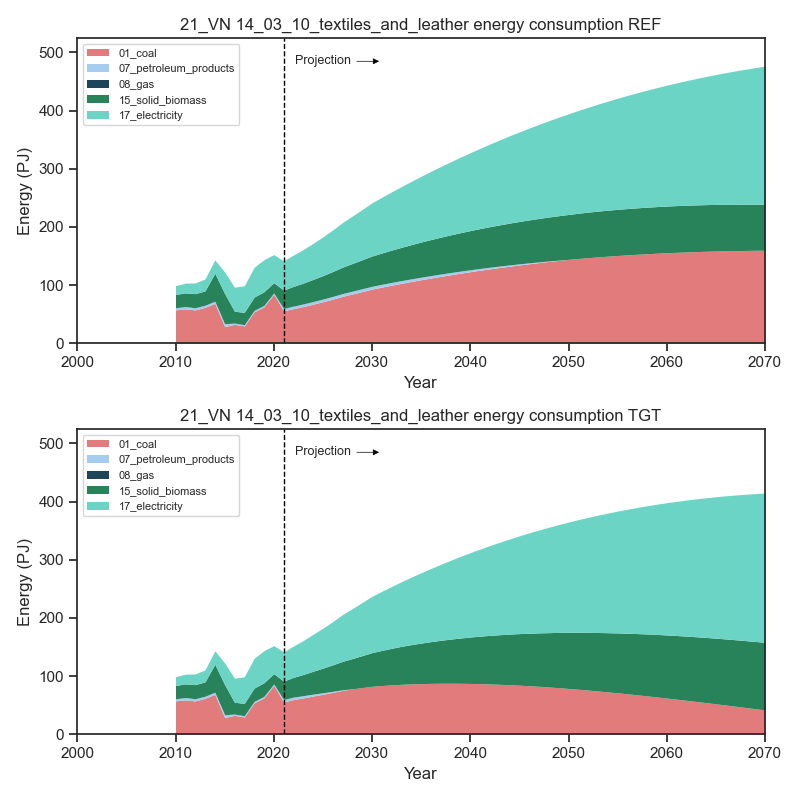 21_VN 14_03_10_textiles_and_leather energy consumption REF
Energy (PJ)
500
400
300
200
100
0
01_coal
07_petroleum_products
08_gas
15_solid_biomass
17_electricity
Projection
2000 2010 2020 2030 2040 2050 2060 2070
Year
21_VN 14_03_10_textiles_and_leather energy consumption TGT
Energy (PJ)
500
400
300
200
100
0
01_coal
07_petroleum_products
08_gas
15_solid_biomass
17_electricity
Projection
2000 2010 2020 2030 2040 2050 2060 2070
Year